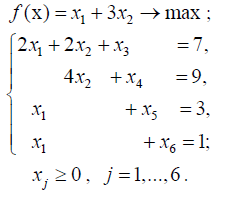 f(x) = x₁ + 3x₂ → max ;
2x₁ + 2x₂ + x₃ = 7,
4x₂ + x₄ = 9,
x₁ + x₅ = 3,
x₁ + x₆ = 1;
xⱼ ≥ 0 , j = 1,...,6 .